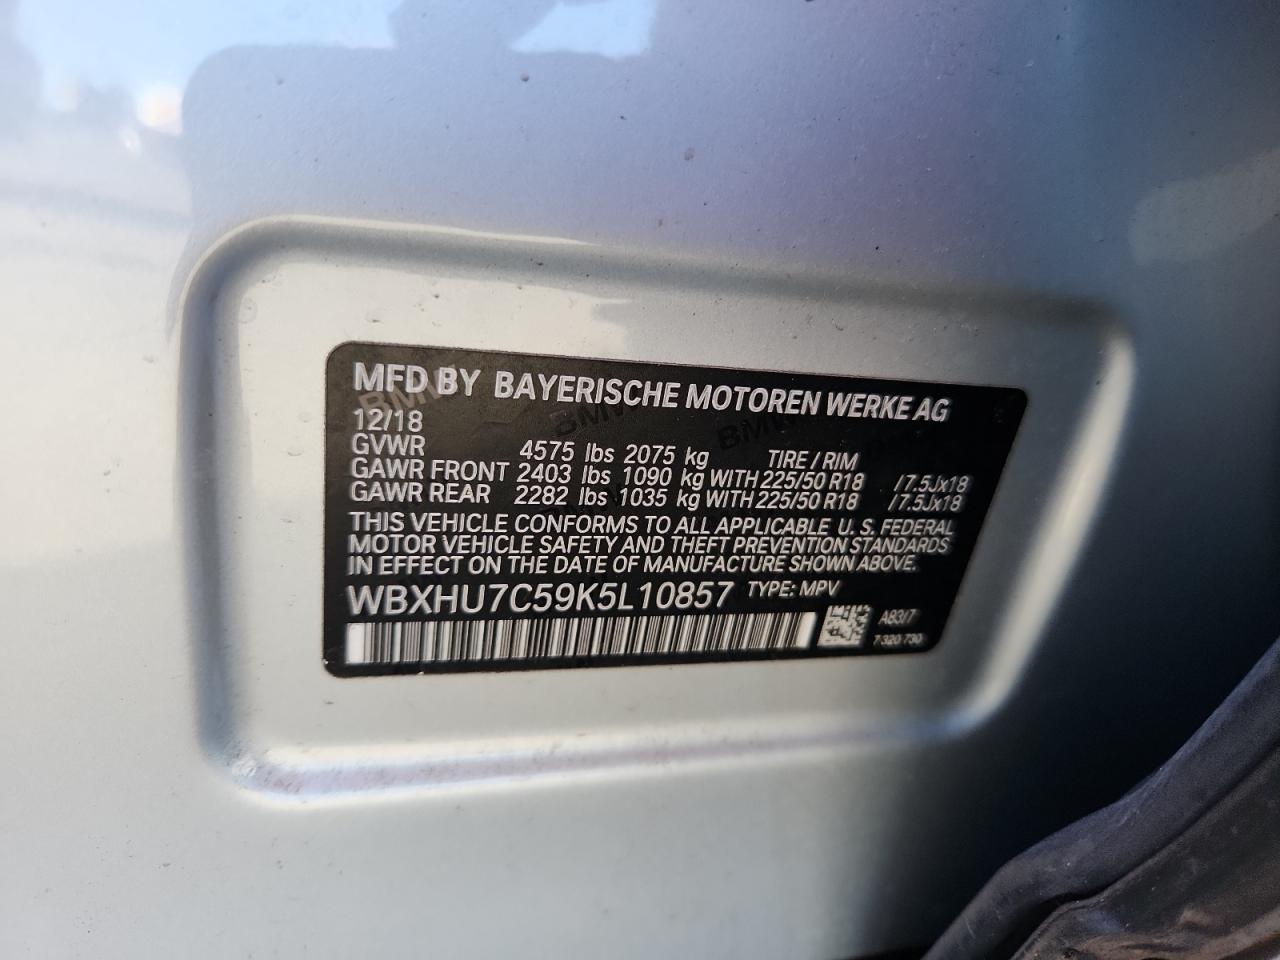 MFD BY BAYERISCHE MOTOREN WERKE AG
12/18
GVWR 4575 lbs 2075 kg TIRE / RIM
GAWR FRONT 2403 lbs 1090 kg WITH 225/50 R18 /7.5Jx18
GAWR REAR 2282 lbs 1035 kg WITH 225/50 R18 /7.5Jx18
THIS VEHICLE CONFORMS TO ALL APPLICABLE U. S. FEDERAL
MOTOR VEHICLE SAFETY AND THEFT PREVENTION STANDARDS
IN EFFECT ON THE DATE OF MANUFACTURE SHOWN ABOVE.
WBXHU7C59K5L10857 TYPE: MPV
A83/7
7 320 730